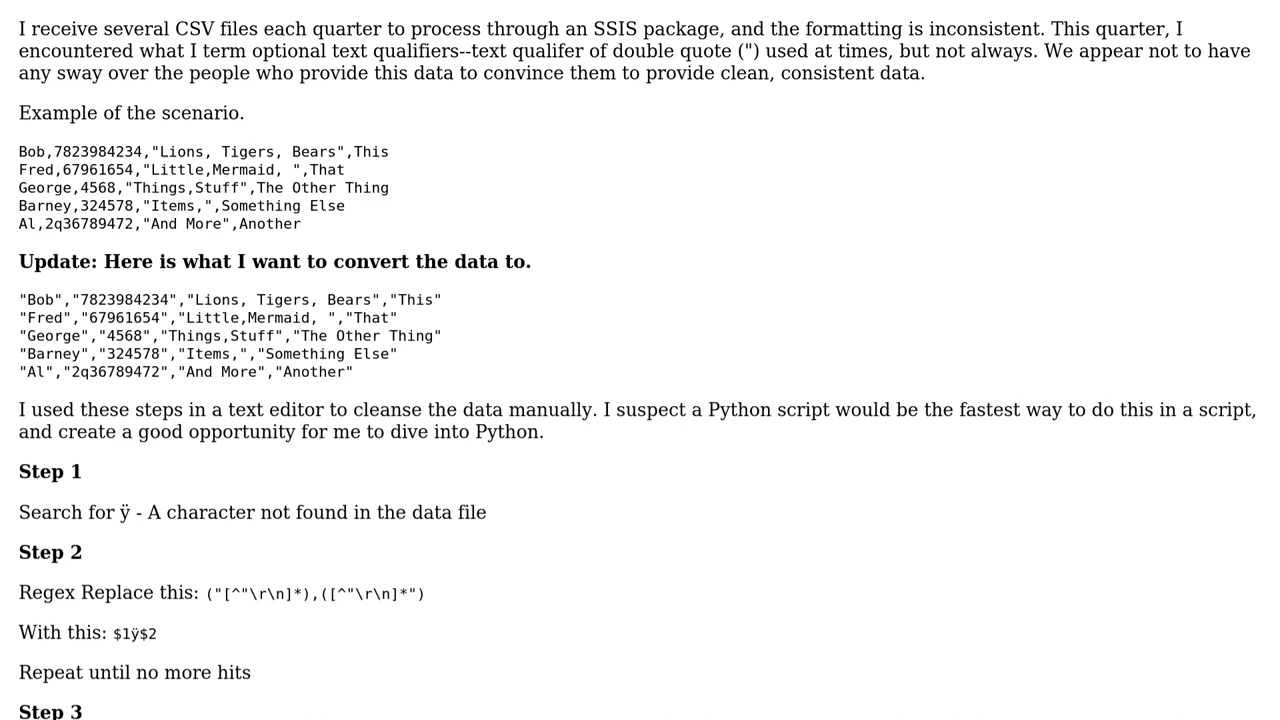 I receive several CSV files each quarter to process through an SSIS package, and the formatting is inconsistent. This quarter, I
encountered what I term optional text qualifiers--text qualifer of double quote (") used at times, but not always. We appear not to have
any sway over the people who provide this data to convince them to provide clean, consistent data.
Example of the scenario.
Bob,7823984234,"Lions, Tigers, Bears",This
Fred,67961654,"Little,Mermaid, ",That
George,4568,"Things,Stuff",The Other Thing
Barney,324578,"Items,",Something Else
Al,2q36789472,"And More",Another
Update: Here is what I want to convert the data to.
"Bob","7823984234","Lions, Tigers, Bears","This"
"Fred","67961654","Little,Mermaid, ","That"
"George","4568","Things,Stuff","The Other Thing"
"Barney","324578","Items,","Something Else"
"Al","2q36789472","And More","Another"
I used these steps in a text editor to cleanse the data manually. I suspect a Python script would be the fastest way to do this in a script,
and create a good opportunity for me to dive into Python.
Step 1
Search for ÿ - A character not found in the data file
Step 2
Regex Replace this: ("[^"\r\n]*),([^"\r\n]*")
With this: $1ÿ$2
Repeat until no more hits
Step 3